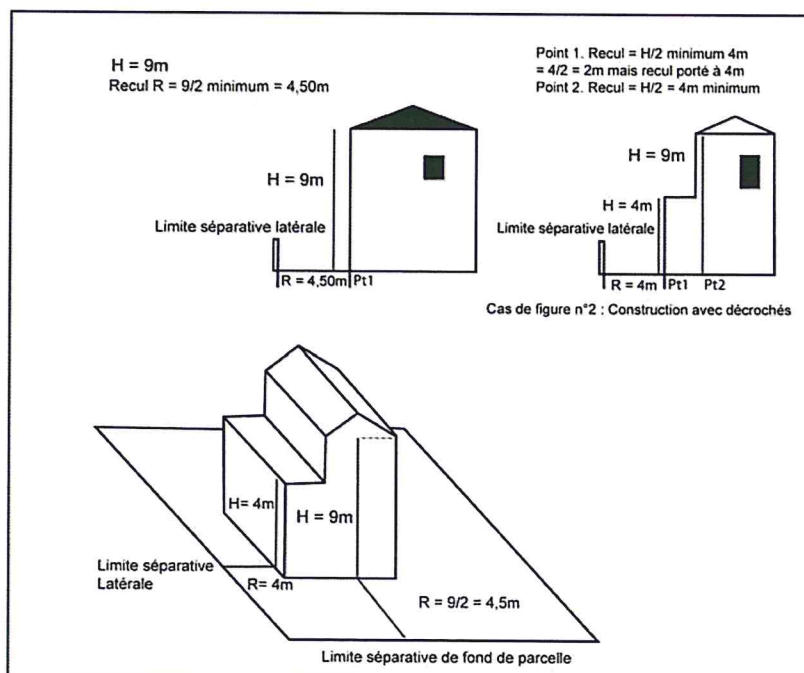 H = 9m
Recul R = 9/2 minimum = 4,50m
H = 9m
Limite séparative latérale
R = 4,50m
Pt1
Point 1. Recul = H/2 minimum 4m
= 4/2 = 2m mais recul porté à 4m
Point 2. Recul = H/2 = 4m minimum
H = 9m
H = 4m
Limite séparative latérale
R = 4m
Pt1
Pt2
Cas de figure n°2 : Construction avec décrochés
H= 4m
H = 9m
Limite séparative
Latérale
R= 4m
R = 9/2 = 4,5m
Limite séparative de fond de parcelle